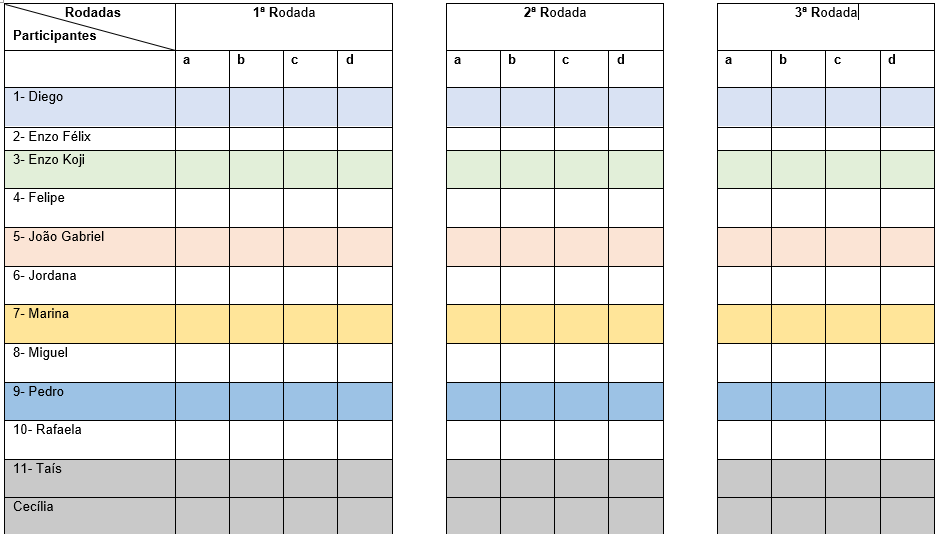 Rodadas 1ª Rodada 2ª Rodada 3ª Rodada
Participantes
a b c d a b c d a b c d
1- Diego
2- Enzo Félix
3- Enzo Koji
4- Felipe
5- João Gabriel
6- Jordana
7- Marina
8- Miguel
9- Pedro
10- Rafaela
11- Taís
Cecília